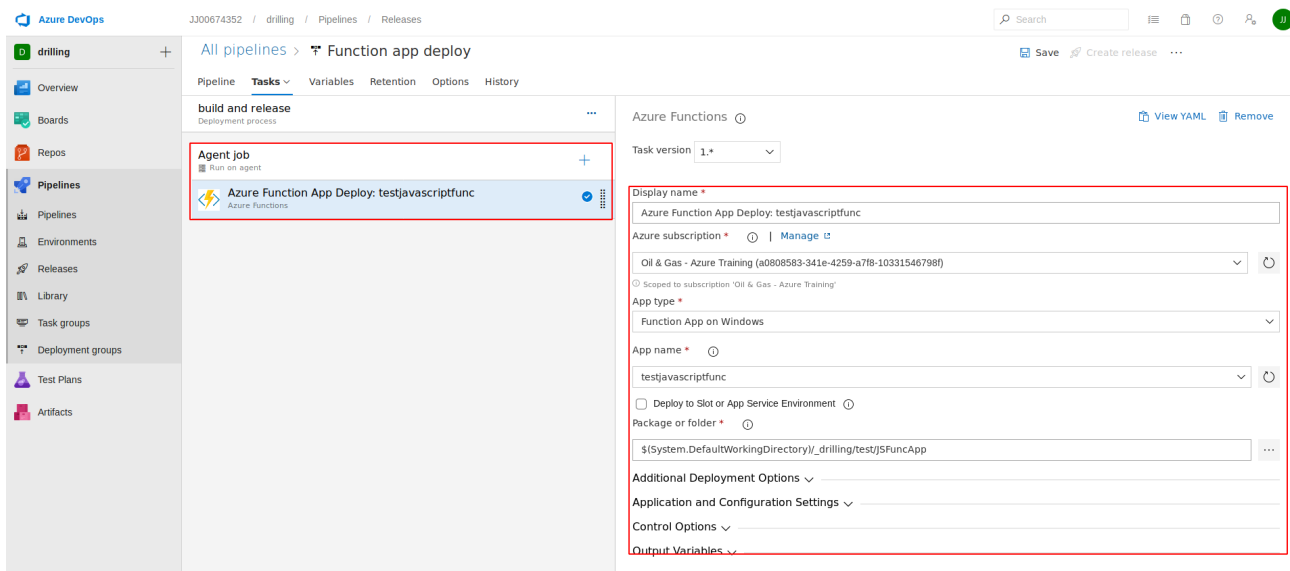 Azure DevOps
JJ00674352 / drilling / Pipelines / Releases
Search
JJ
D drilling
Overview
Boards
Repos
Pipelines
Pipelines
Environments
Releases
Library
Task groups
Deployment groups
Test Plans
Artifacts
All pipelines > Function app deploy
Save Create release ...
Pipeline Tasks Variables Retention Options History
build and release
Deployment process
Agent job
Run on agent
Azure Function App Deploy: testjavascriptfunc
Azure Functions
Azure Functions
View YAML Remove
Task version 1.*
Display name *
Azure Function App Deploy: testjavascriptfunc
Azure subscription * | Manage
Oil & Gas - Azure Training (a0808583-341e-4259-a7f8-10331546798f)
Scoped to subscription 'Oil & Gas - Azure Training'
App type *
Function App on Windows
App name *
testjavascriptfunc
Deploy to Slot or App Service Environment
Package or folder *
$(System.DefaultWorkingDirectory)/_drilling/test/JSFuncApp
Additional Deployment Options
Application and Configuration Settings
Control Options
Output Variables